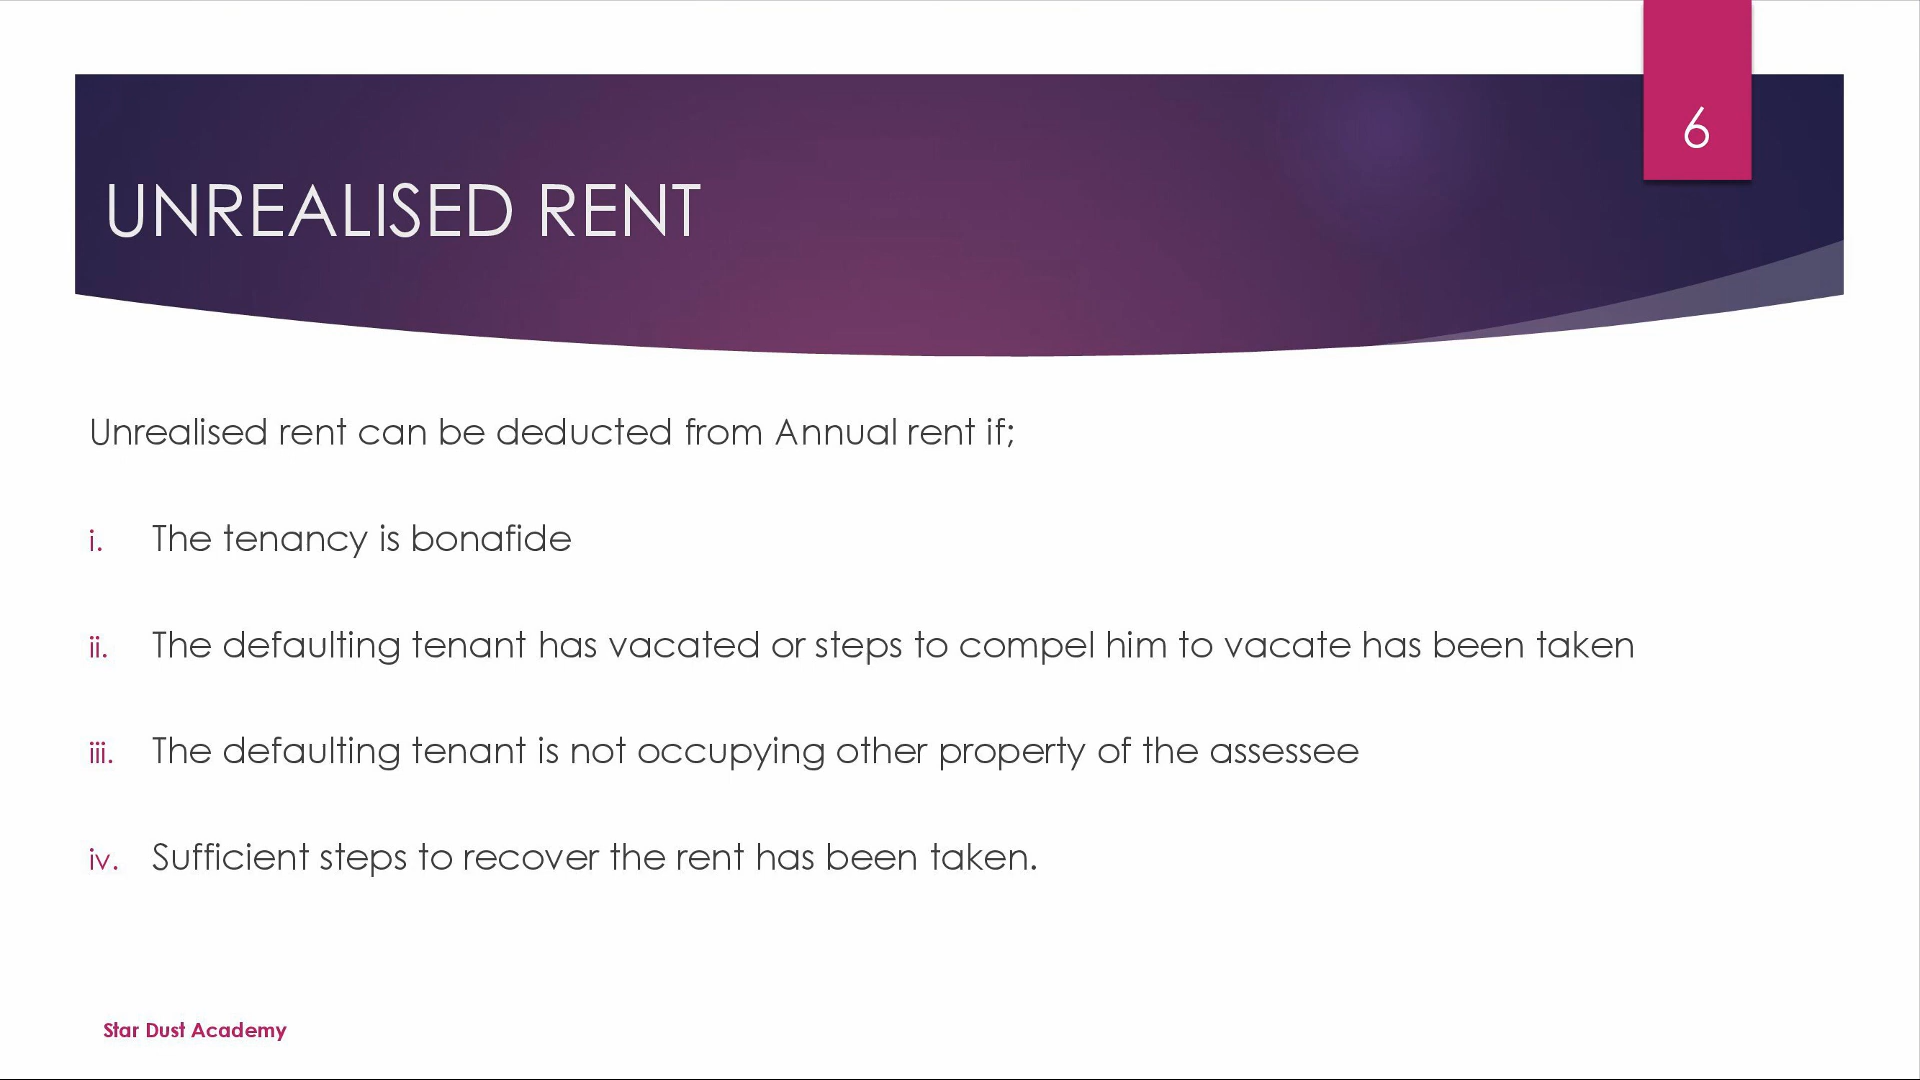 6
UNREALISED RENT
Unrealised rent can be deducted from Annual rent if;
i. The tenancy is bonafide
ii. The defaulting tenant has vacated or steps to compel him to vacate has been taken
iii. The defaulting tenant is not occupying other property of the assessee
iv. Sufficient steps to recover the rent has been taken.
Star Dust Academy